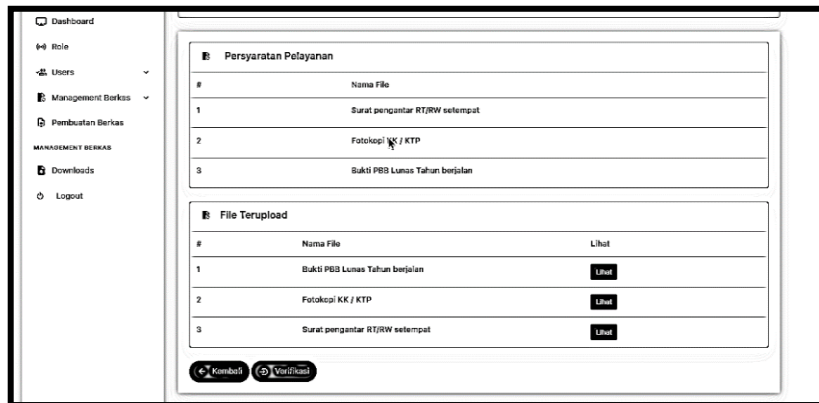 Dashboard
Role
Users
Management Berkas
Pembuatan Berkas
MANAGEMENT BERKAS
Downloads
Logout
Persyaratan Pelayanan
# Nama File
1 Surat pengantar RT/RW setempat
2 Fotokopi KK / KTP
3 Bukti PBB Lunas Tahun berjalan
File Terupload
# Nama File Lihat
1 Bukti PBB Lunas Tahun berjalan Lihat
2 Fotokopi KK / KTP Lihat
3 Surat pengantar RT/RW setempat Lihat
Kembali Verifikasi